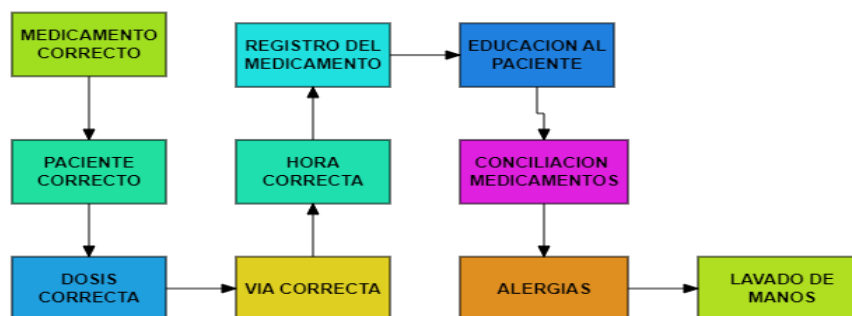 MEDICAMENTO
CORRECTO
PACIENTE
CORRECTO
DOSIS
CORRECTA
VIA CORRECTA
HORA
CORRECTA
REGISTRO DEL
MEDICAMENTO
EDUCACION AL
PACIENTE
CONCILIACION
MEDICAMENTOS
ALERGIAS
LAVADO DE
MANOS